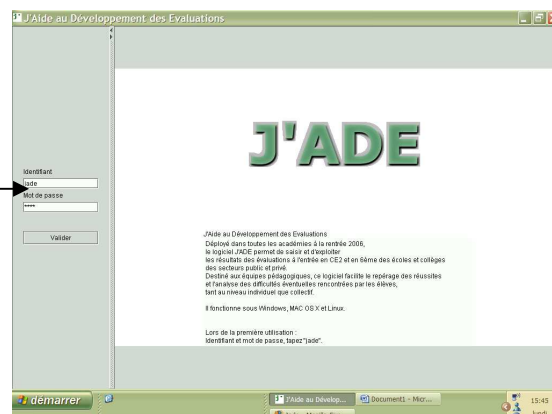 J'Aide au Développement des Evaluations
J'ADE
Identifiant
jade
Mot de passe
****
Valider
J'Aide au Développement des Evaluations
Déployé dans toutes les académies à la rentrée 2006,
le logiciel J'ADE permet de saisir et d'exploiter
les résultats des évaluations à l'entrée en CE2 et en 6ème des écoles et collèges
des secteurs public et privé.
Destiné aux équipes pédagogiques, ce logiciel facilite le repérage des réussites
et l'analyse des difficultés éventuelles rencontrées par les élèves,
tant au niveau individuel que collectif.
Il fonctionne sous Windows, MAC OS X et Linux.
Lors de la première utilisation :
Identifiant et mot de passe, tapez "jade".
démarrer
J'Aide au Dévelop...
Document1 - Micr...
15:45
lundi